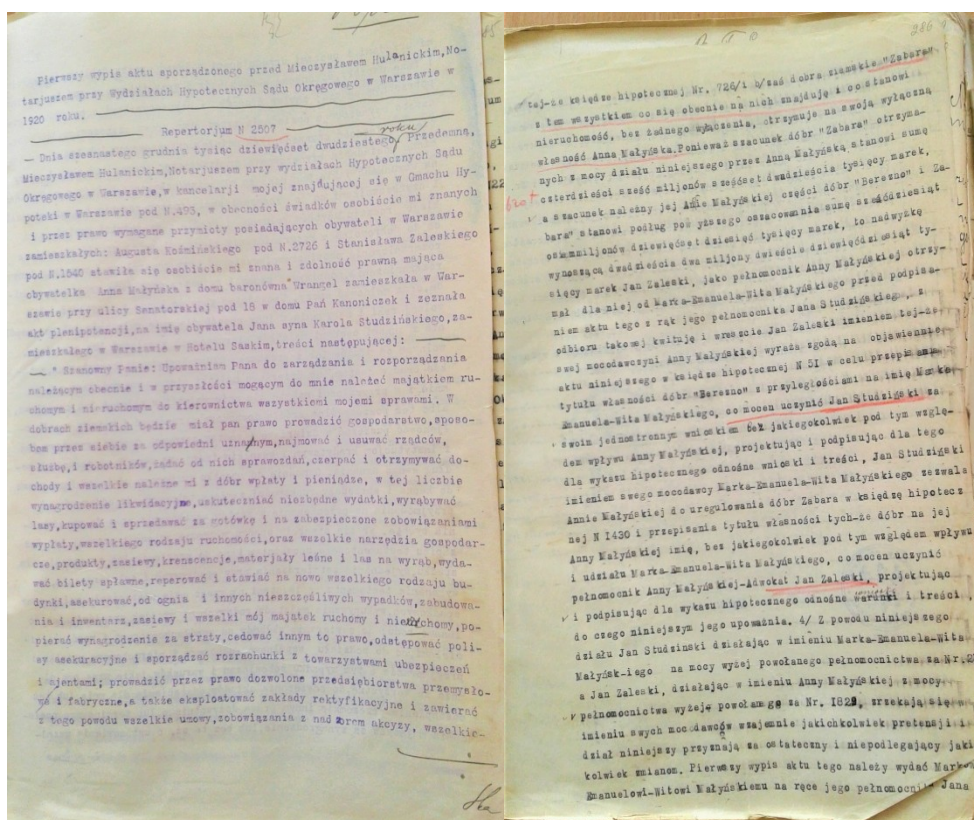 85
Pierwszy wypis aktu sporządzonego przed Mieczysławem Hulanickim,No-
tarjuszem przy Wydziałach Hypotecznych Sądu Okręgowego w Warszawie w
1920 roku.
Repertorjum N 2507
roku
— Dnia szesnastego grudnia tysiąc dziewięćset dwudziestego, Przedemną,
Mieczysławem Hulanickim,Notarjuszem przy wydziałach Hypotecznych Sądu
Okręgowego w Warszawie,w kancelarji mojej znajdującej się w Gmachu Hy-
poteki w Warszawie pod N.493, w obecności świadków osobiście mi znanych
i przez prawo wymagane przymioty posiadających obywateli w Warszawie
zamieszkałych: Augusta Koźmińskiego pod N.2726 i Stanisława Zaleskiego
pod N.1540 stawiła się osobiście mi znana i zdolność prawną mająca
obywatelka Anna Małyńska z domu baronówna Wrangel zamieszkała w War-
szawie przy ulicy Senatorskiej pod 16 w domu Pań Kanoniczek i zeznała
akt plenipotencji,na imię obywatela Jana syna Karola Studzińskiego,za-
mieszkałego w Warszawie w Hotelu Saskim,treści następującej:
— " Szanowny Panie: Upoważniam Pana do zarządzania i rozporządzania
należącym obecnie i w przyszłości mogącym do mnie należeć majątkiem ru-
chomym i nieruchomym do kierownictwa wszystkiemi mojemi sprawami. W
dobrach ziemskich będzie miał pan prawo prowadzić gospodarstwo,sposo-
bem przez siebie za odpowiedni uznanym,najmować i usuwać rządców,
służbę,i robotników,żądać od nich sprawozdań,czerpać i otrzymywać do-
chody i wszelkie należne mi z dóbr wpłaty i pieniądze, w tej liczbie
wynagrodzenie likwidacyjne,uskuteczniać niezbędne wydatki,wyrąbywać
lasy,kupować i sprzedawać za gotówkę i na zabezpieczone zobowiązaniami
wypłaty,wszelkiego rodzaju ruchomości,oraz wszelkie narzędzia gospodar-
cze,produkty,zasiewy,krenscencje,materjały leśne i las na wyrąb,wyda-
wać bilety spławne,reperować i stawiać na nowo wszelkiego rodzaju bu-
dynki,asekurować,od ognia i innych nieszczęśliwych wypadków,zabudowa-
nia i inwentarz,zasiewy i wszelki mój majątek ruchomy i nieruchomy,po-
pierać wynagrodzenie za straty,cedować innym to prawo,odstępować poli-
sy asekuracyjne i sporządzać rozrachunki z towarzystwami ubezpieczeń
i ajentami; prowadzić przez prawo dozwolone przedsiębiorstwa przemysło-
we i fabryczne,a także eksploatować zakłady rektyfikacyjne i zawierać
z tego powodu wszelkie umowy,zobowiązania z nadzorem akcyzy, wszelkie-
286
tej-że księdze hipotecznej Nr. 726/1 b/zaś dobra ziemskie "Zabara"
z tem wszystkiem co się obecnie na nich znajduję i co stanowi
nieruchomość, bez żadnego wyłączenia, otrzymuje na swoją wyłączną
własność Anna Małyńska.Ponieważ szacunek dóbr "Zabara" otrzyma-
nych z mocy działu niniejszego przez Annę Małyńską stanowi sumę
czterdzieści sześć miljonów sześćset dwadzieścia tysięcy marek,
a szacunek należny jej Annie Małyńskiej części dóbr "Berezno" i Za-
bara" stanowi podług powyższego oszacowania sumę sześćdziesiąt
osiem miljonów dziewięćset dziesięć tysięcy marek, to nadwyżkę
wynoszącą dwadzieścia dwa miljony dwieście dziewięćdziesiąt ty-
sięcy marek Jan Zaleski, jako pełnomocnik Anny Małyńskiej otrzy-
mał dla niej od Marka-Emanuela-Wita Małyńskiego przed podpisa-
niem aktu tego z rąk jego pełnomocnika Jana Studzińskiego, z
odbioru takowej kwituję i wreszcie Jan Zaleski imieniem tej-że
swej mocodawczyni Anny Małyńskiej wyraża zgodę na objawienie
aktu niniejszego w księdze hipotecznej N 51 w celu przepisania
tytułu własności dóbr "Berezno" z przyległościami na imię Marka-
Emanuela-Wita Małyńskiego, co mocen uczynić Jan Studziński za
swoim jednostronnym wnioskiem bez jakiegokolwiek pod tym wzglę-
dem wpływu Anny Małyńskiej, projektując i podpisując dla tego
dla wykazu hipotecznego odnośne wnioski i treści, Jan Studziński
imieniem swego mocodawcy Marka-Emanuela-Wita Małyńskiego zezwala
Annie Małyńskiej do uregulowania dóbr Zabara w księdzę hipotecz
nej N 1430 i przepisania tytułu własności tych-że dóbr na jej
Anny Małyńskiej imię, bez jakiegokolwiek pod tym względem wpływu
i udziału Marka-Emanuela-Wita Małyńskiego, co mocen uczynić
pełnomocnik Anny Małyńskiej-Adwokat Jan Zaleski, projektując
i podpisując dla wykazu hipotecznego odnośne warunki i treści ,
do czego niniejszym jego upoważnia. 4/ Z powodu niniejszego
działu Jan Studzinski działając w imieniu Marka-Emanuela-Wita
Małyńsk-iego na mocy wyżej powołanego pełnomocnictwa za Nr.
a Jan Zaleski, działając w imieniu Anny Małyńskiej z mocy
pełnomocnictwa wyżeję powołanego za Nr. 1829, zrzekają się w
imieniu swych mocodawców wzajemnie jakichkolwiek pretensji i
dział niniejszy przyznają za ostateczny i niepodlegający jaki
kolwiek zmianom. Pierwszy wypis aktu tego należy wydać Markow
Emanuelowi-Witowi Małyńskiemu na ręce jego pełnomocnika Jana